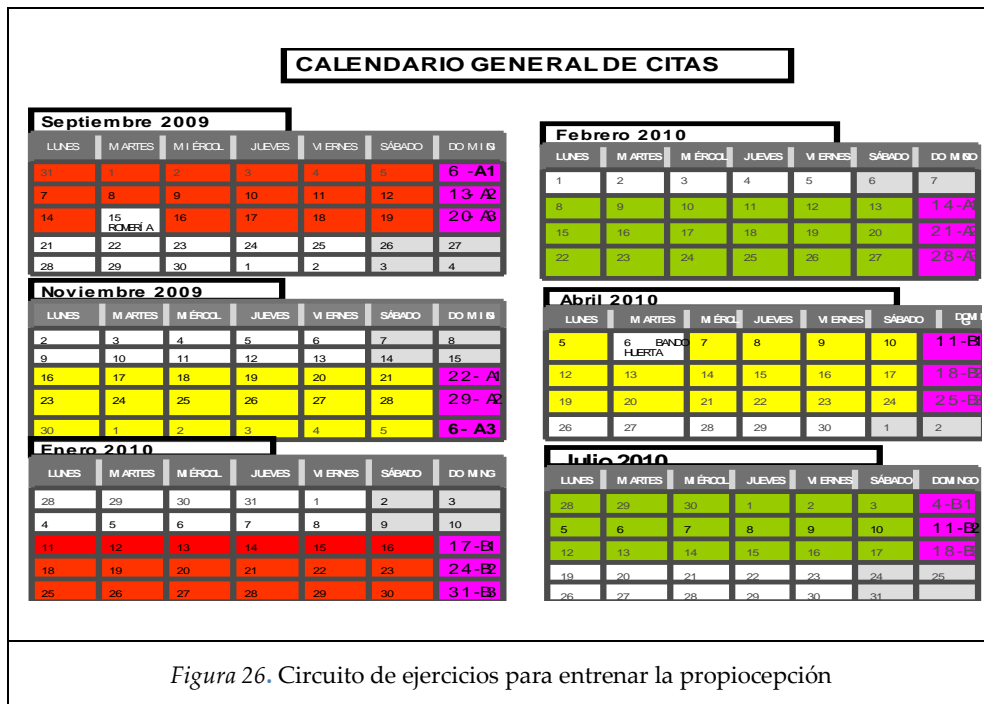 CALENDARIO GENERAL DE CITAS
Septiembre 2009
LUNES MARTES MIÉRCOL JUEVES VIERNES SÁBADO DOMING
31 1 2 3 4 5 6 -A1
7 8 9 10 11 12 13- A2
14 15 ROMERÍA 16 17 18 19 20- A3
21 22 23 24 25 26 27
28 29 30 1 2 3 4
Noviembre 2009
LUNES MARTES MIÉRCOL JUEVES VIERNES SÁBADO DOMING
2 3 4 5 6 7 8
9 10 11 12 13 14 15
16 17 18 19 20 21 22- A1
23 24 25 26 27 28 29- A2
30 1 2 3 4 5 6- A3
Enero 2010
LUNES MARTES MIÉRCOL JUEVES VIERNES SÁBADO DOMING
28 29 30 31 1 2 3
4 5 6 7 8 9 10
11 12 13 14 15 16 17-B1
18 19 20 21 22 23 24-B2
25 26 27 28 29 30 31-B3
Febrero 2010
LUNES MARTES MIÉRCOL JUEVES VIERNES SÁBADO DOMINGO
1 2 3 4 5 6 7
8 9 10 11 12 13 14-A
15 16 17 18 19 20 21-A
22 23 24 25 26 27 28-A
Abril 2010
LUNES MARTES MIÉRCOL JUEVES VIERNES SÁBADO DOMINGO
5 6 BANDO HUERTA 7 8 9 10 11-B1
12 13 14 15 16 17 18-B2
19 20 21 22 23 24 25-B3
26 27 28 29 30 1 2
Julio 2010
LUNES MARTES MIÉRCOL JUEVES VIERNES SÁBADO DOMINGO
28 29 30 1 2 3 4-B1
5 6 7 8 9 10 11-B2
12 13 14 15 16 17 18-B
19 20 21 22 23 24 25
26 27 28 29 30 31
Figura 26. Circuito de ejercicios para entrenar la propiocepción